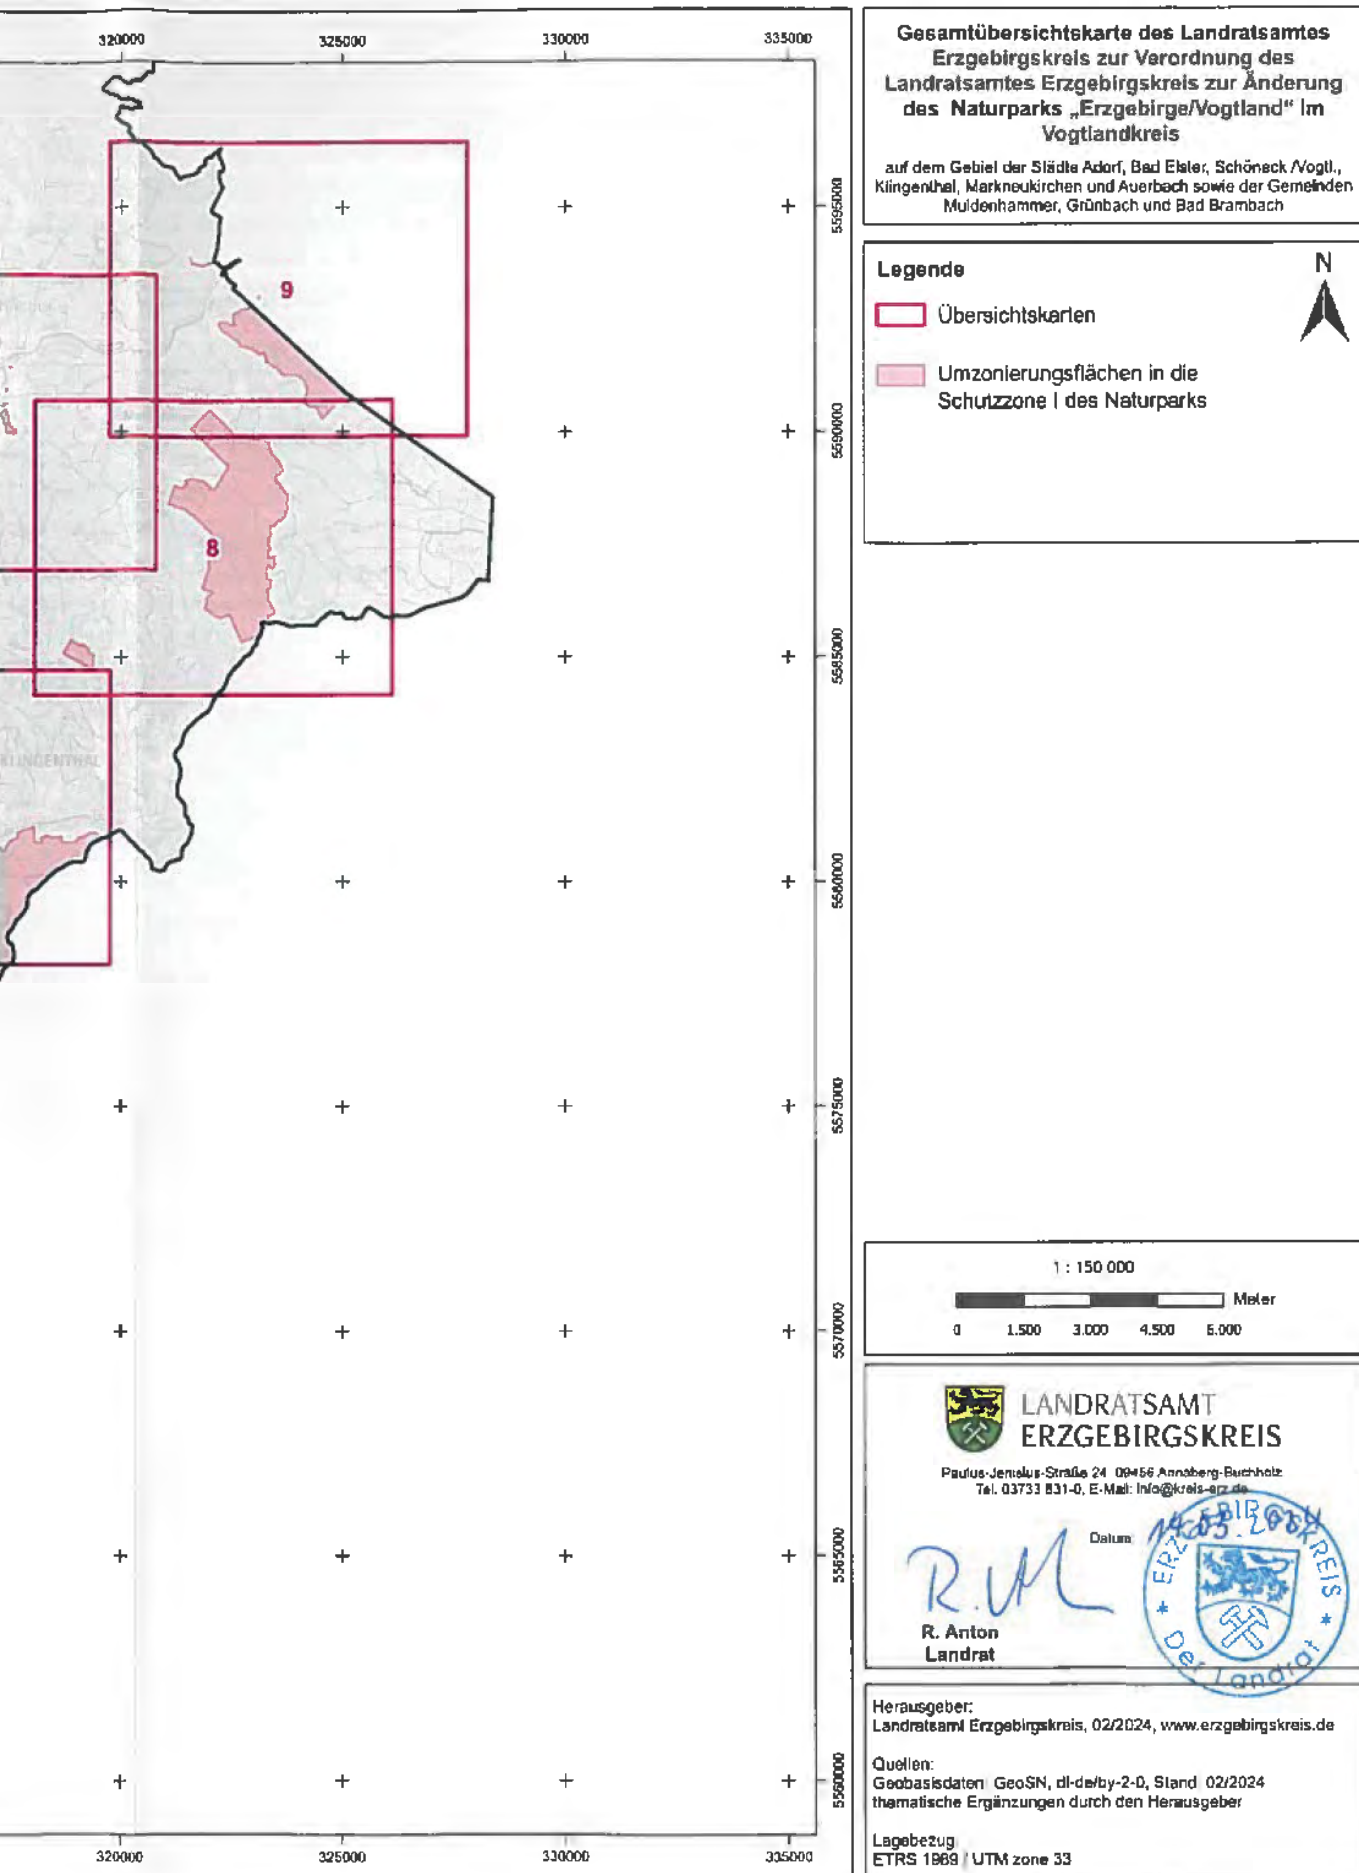 320000 325000 330000 335000
Gesamtübersichtskarte des Landratsamtes
Erzgebirgskreis zur Verordnung des
Landratsamtes Erzgebirgskreis zur Änderung
des Naturparks „Erzgebirge/Vogtland“ im
Vogtlandkreis
auf dem Gebiet der Städte Adorf, Bad Elster, Schöneck /Vogtl.,
Klingenthal, Markneukirchen und Auerbach sowie der Gemeinden
Muldenhammer, Grünbach und Bad Brambach
Legende
N
Übersichtskarten
Umzonierungsflächen in die
Schutzzone I des Naturparks
5595000
9
5590000
8
5585000
KLINGENTHAL
5580000
5575000
5570000
5565000
5560000
320000 325000 330000 335000
1 : 150 000
Meter
0 1.500 3.000 4.500 6.000
LANDRATSAMT
ERZGEBIRGSKREIS
Paulus-Jenisius-Straße 24 09456 Annaberg-Buchholz
Tel. 03733 831-0, E-Mail: info@kreis-erz.de
Datum: 14.03.2024
ERZGEBIRGSKREIS
Der Landrat
R. Anton
Landrat
Herausgeber:
Landratsamt Erzgebirgskreis, 02/2024, www.erzgebirgskreis.de
Quellen:
Geobasisdaten GeoSN, dl-de/by-2-0, Stand 02/2024
thematische Ergänzungen durch den Herausgeber
Lagebezug
ETRS 1989 / UTM zone 33